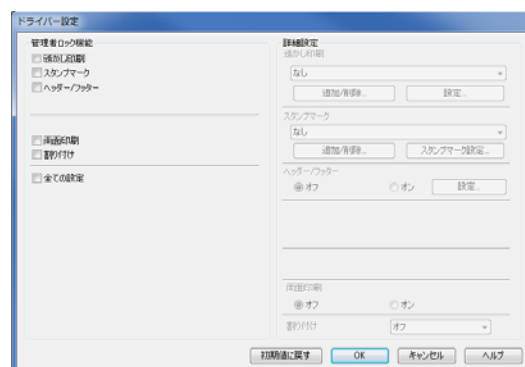 ドライバー設定
管理者ロック機能
透かし印刷
スタンプマーク
ヘッダー/フッター
両面印刷
割り付け
全ての設定
詳細設定
透かし印刷
なし
追加/削除...
設定...
スタンプマーク
なし
追加/削除...
スタンプマーク設定...
ヘッダー/フッター
オフ
オン
設定...
両面印刷
オフ
オン
割り付け
オフ
初期値に戻す
OK
キャンセル
ヘルプ